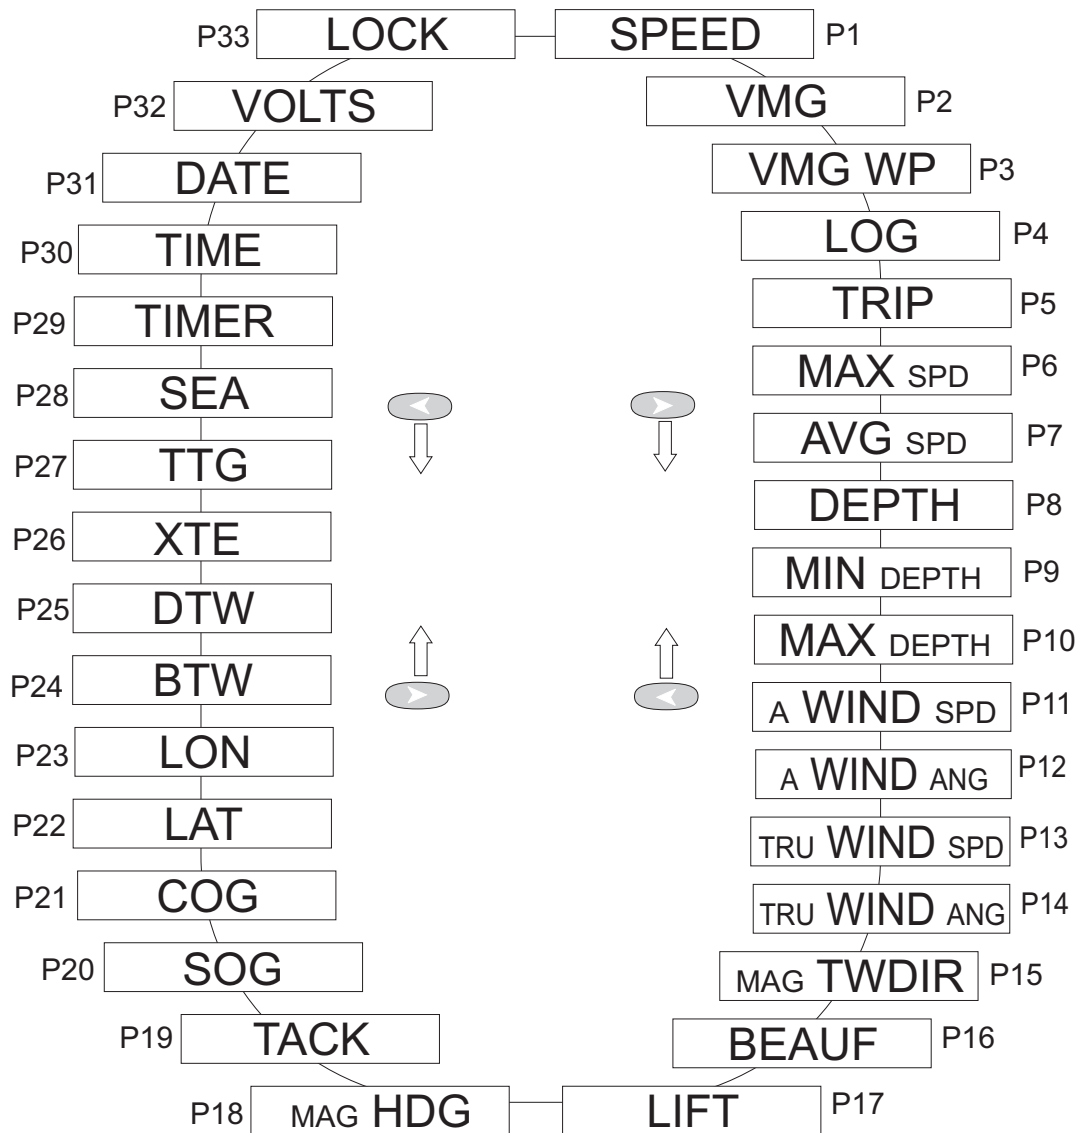 P33 LOCK SPEED P1
P32 VOLTS VMG P2
P31 DATE VMG WP P3
P30 TIME LOG P4
P29 TIMER TRIP P5
P28 SEA MAX SPD P6
P27 TTG AVG SPD P7
P26 XTE DEPTH P8
P25 DTW MIN DEPTH P9
P24 BTW MAX DEPTH P10
P23 LON A WIND SPD P11
P22 LAT A WIND ANG P12
P21 COG TRU WIND SPD P13
P20 SOG TRU WIND ANG P14
P19 TACK MAG TWDIR P15
P18 MAG HDG BEAUF P16
LIFT P17